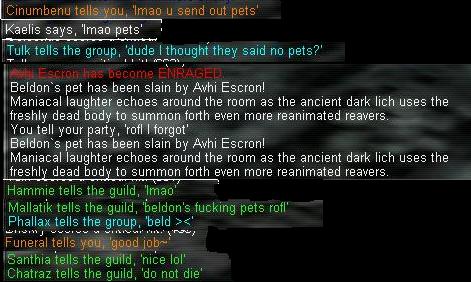 Cinumbenu tells you, 'lmao u send out pets'
Kaelis says, 'lmao pets'
Tulk tells the group, 'dude I thought they said no pets?'
Avhi Escron has become ENRAGED.
Beldon`s pet has been slain by Avhi Escron!
Maniacal laughter echoes around the room as the ancient dark lich uses the
freshly dead body to summon forth even more reanimated reavers.
You tell your party, 'rofl I forgot'
Beldon`s pet has been slain by Avhi Escron!
Maniacal laughter echoes around the room as the ancient dark lich uses the
freshly dead body to summon forth even more reanimated reavers.
Hammie tells the guild, 'lmao'
Mallatik tells the guild, 'beldon's fucking pets rofl'
Phallax tells the group, 'beld ><'
Funeral tells you, 'good job~'
Santhia tells the guild, 'nice lol'
Chatraz tells the guild, 'do not die'